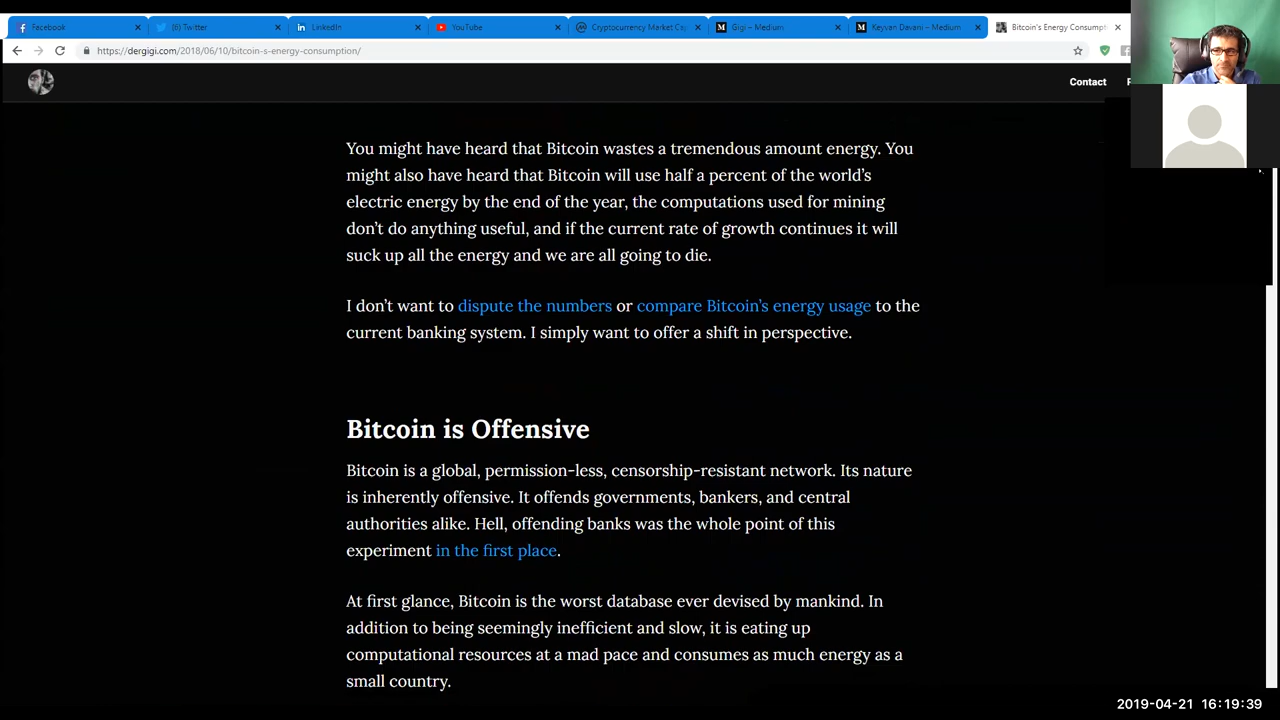 Facebook
(6) Twitter
LinkedIn
YouTube
Cryptocurrency Market Ca
Gigi – Medium
Keyvan Davani – Medium
Bitcoin's Energy Consumpt
https://dergigi.com/2018/06/10/bitcoin-s-energy-consumption/
Contact
You might have heard that Bitcoin wastes a tremendous amount energy. You
might also have heard that Bitcoin will use half a percent of the world's
electric energy by the end of the year, the computations used for mining
don't do anything useful, and if the current rate of growth continues it will
suck up all the energy and we are all going to die.
I don't want to dispute the numbers or compare Bitcoin's energy usage to the
current banking system. I simply want to offer a shift in perspective.
Bitcoin is Offensive
Bitcoin is a global, permission-less, censorship-resistant network. Its nature
is inherently offensive. It offends governments, bankers, and central
authorities alike. Hell, offending banks was the whole point of this
experiment in the first place.
At first glance, Bitcoin is the worst database ever devised by mankind. In
addition to being seemingly inefficient and slow, it is eating up
computational resources at a mad pace and consumes as much energy as a
small country.
2019-04-21 16:19:39